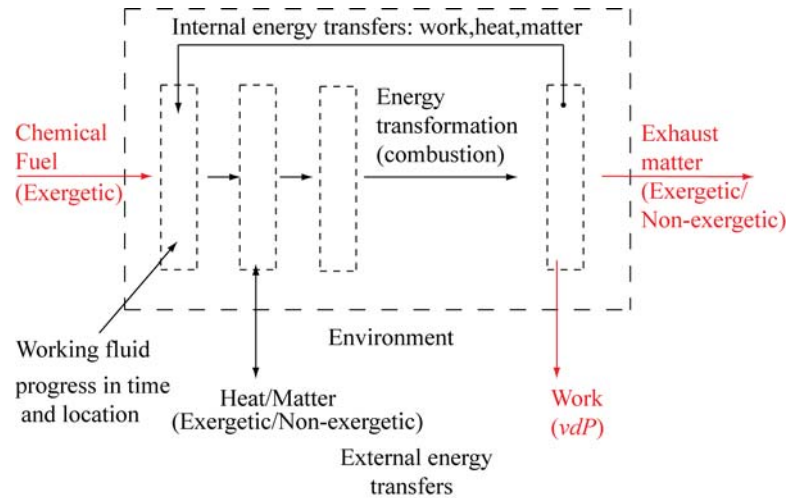 Internal energy transfers: work,heat,matter
Chemical
Fuel
(Exergetic)
Energy
transformation
(combustion)
Exhaust
matter
(Exergetic/
Non-exergetic)
Working fluid
progress in time
and location
Environment
Heat/Matter
(Exergetic/Non-exergetic)
Work
(vdP)
External energy
transfers